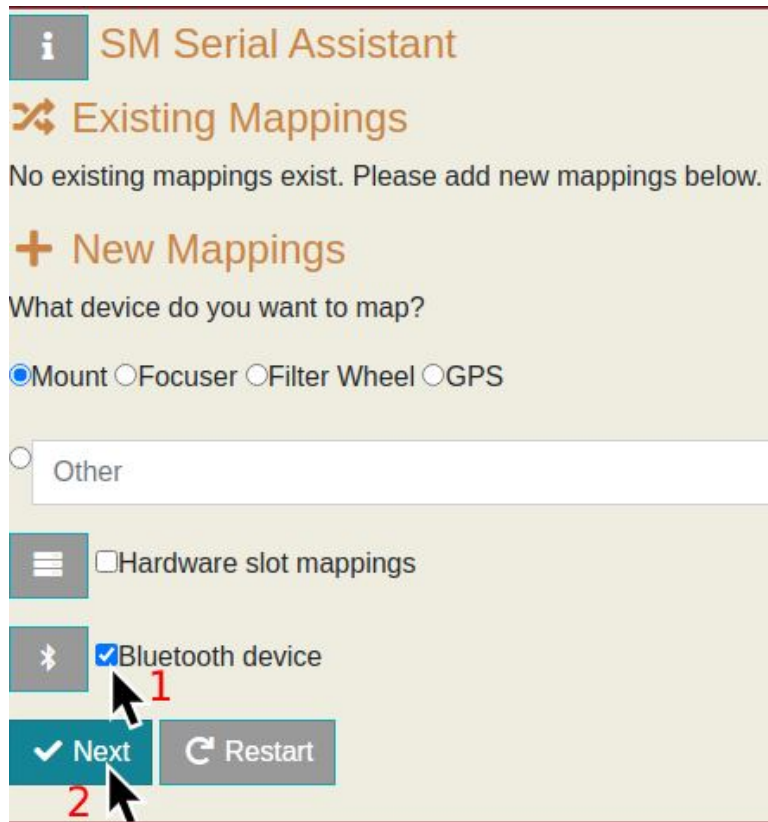 SM Serial Assistant
Existing Mappings
No existing mappings exist. Please add new mappings below.
New Mappings
What device do you want to map?
Mount Focuser Filter Wheel GPS
Other
Hardware slot mappings
Bluetooth device
1
Next Restart
2